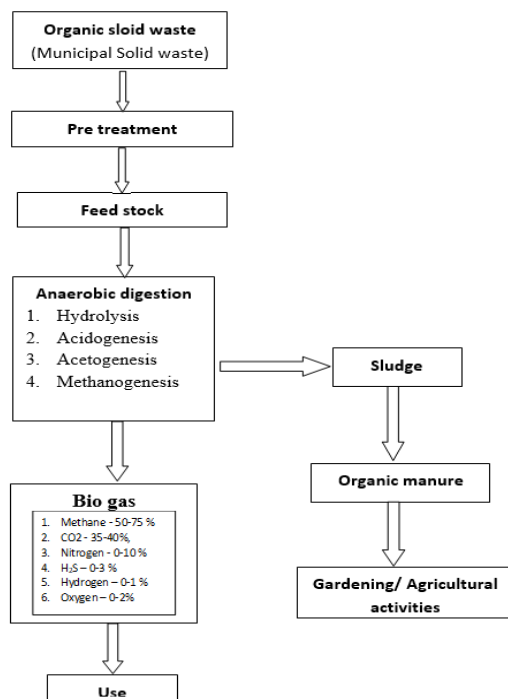 Organic sloid waste
(Municipal Solid waste)
Pre treatment
Feed stock
Anaerobic digestion
1. Hydrolysis
2. Acidogenesis
3. Acetogenesis
4. Methanogenesis
Sludge
Organic manure
Gardening/ Agricultural
activities
Bio gas
1. Methane - 50-75 %
2. CO2 - 35-40%,
3. Nitrogen - 0-10 %
4. H₂S – 0-3 %
5. Hydrogen – 0-1 %
6. Oxygen – 0-2%
Use